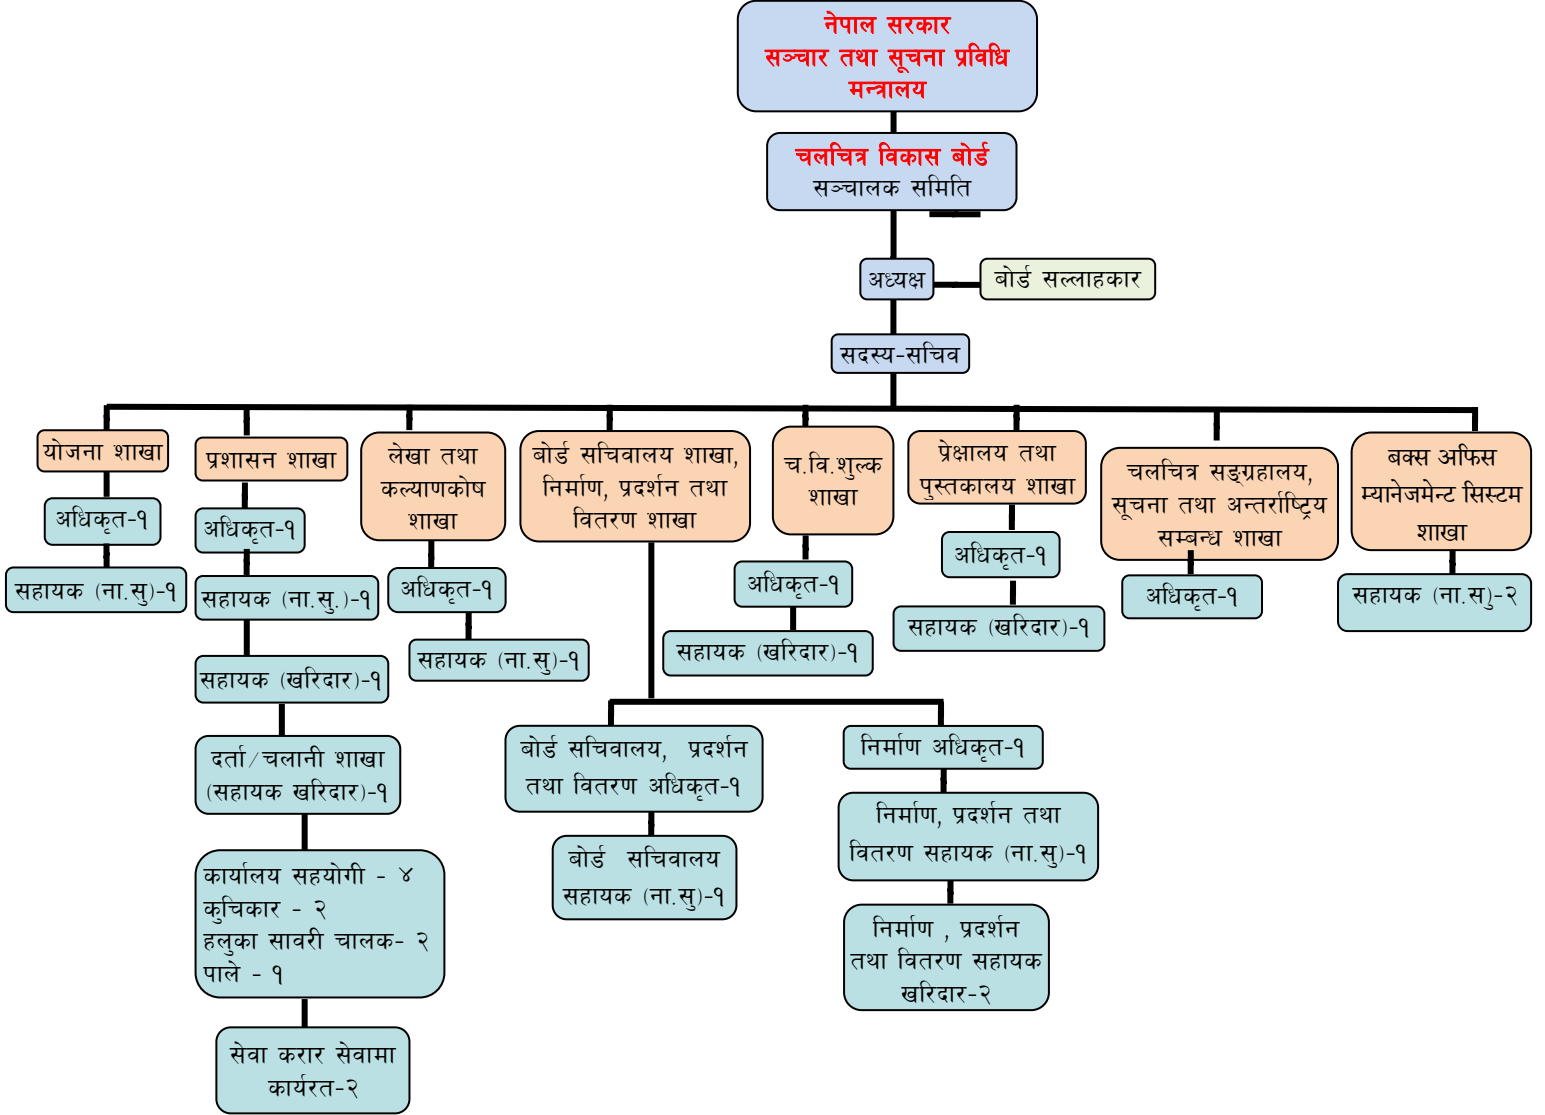 नेपाल सरकार
सञ्चार तथा सूचना प्रविधि
मन्त्रालय
चलचित्र विकास बोर्ड
सञ्चालक समिति
अध्यक्ष
बोर्ड सल्लाहकार
सदस्य-सचिव
योजना शाखा
अधिकृत-१
सहायक (ना.सु)-१
प्रशासन शाखा
अधिकृत-१
सहायक (ना.सु.)-१
सहायक (खरिदार)-१
दर्ता/चलानी शाखा
(सहायक खरिदार)-१
कार्यालय सहयोगी - ४
कुचिकार - २
हलुका सावरी चालक- २
पाले - १
सेवा करार सेवामा
कार्यरत-२
लेखा तथा
कल्याणकोष
शाखा
अधिकृत-१
सहायक (ना.सु)-१
बोर्ड सचिवालय शाखा,
निर्माण, प्रदर्शन तथा
वितरण शाखा
बोर्ड सचिवालय, प्रदर्शन
तथा वितरण अधिकृत-१
बोर्ड सचिवालय
सहायक (ना.सु)-१
निर्माण अधिकृत-१
निर्माण, प्रदर्शन तथा
वितरण सहायक (ना.सु)-१
निर्माण , प्रदर्शन
तथा वितरण सहायक
खरिदार-२
च.वि.शुल्क
शाखा
अधिकृत-१
सहायक (खरिदार)-१
प्रेक्षालय तथा
पुस्तकालय शाखा
अधिकृत-१
सहायक (खरिदार)-१
चलचित्र सङ्ग्रहालय,
सूचना तथा अन्तर्राष्ट्रिय
सम्बन्ध शाखा
अधिकृत-१
बक्स अफिस
म्यानेजमेन्ट सिस्टम
शाखा
सहायक (ना.सु)-२